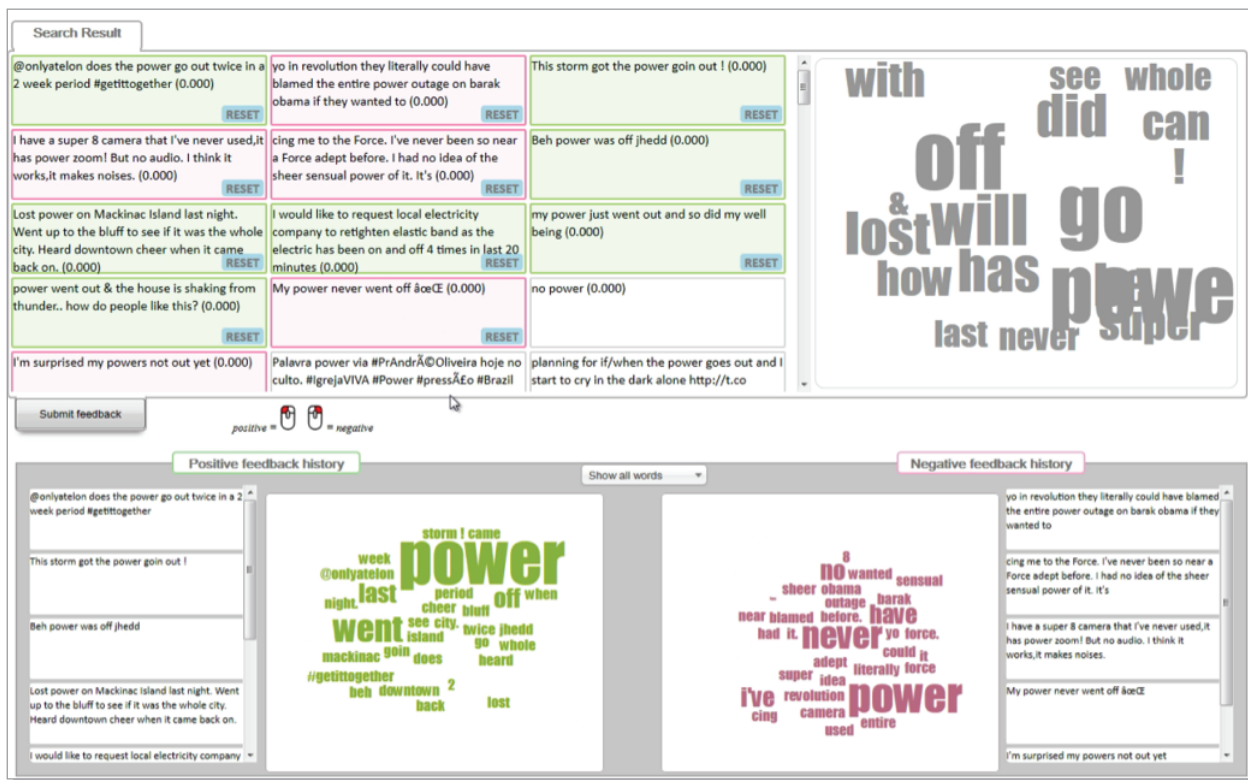 Search Result
@onlyatelon does the power go out twice in a
2 week period #getittogether (0.000)
RESET
yo in revolution they literally could have
blamed the entire power outage on barak
obama if they wanted to (0.000)
RESET
This storm got the power goin out ! (0.000)
RESET
I have a super 8 camera that I've never used,it
has power zoom! But no audio. I think it
works,it makes noises. (0.000)
RESET
cing me to the Force. I've never been so near
a Force adept before. I had no idea of the
sheer sensual power of it. It's (0.000)
RESET
Beh power was off jhedd (0.000)
RESET
Lost power on Mackinac Island last night.
Went up to the bluff to see if it was the whole
city. Heard downtown cheer when it came
back on. (0.000)
RESET
I would like to request local electricity
company to retighten elastic band as the
electric has been on and off 4 times in last 20
minutes (0.000)
RESET
my power just went out and so did my well
being (0.000)
RESET
power went out & the house is shaking from
thunder.. how do people like this? (0.000)
RESET
My power never went off âœŒ (0.000)
RESET
no power (0.000)
I'm surprised my powers not out yet (0.000)
Palavra power via #PrAndrÃ©Oliveira hoje no
culto. #IgrejaVIVA #Power #pressÃ£o #Brazil
planning for if/when the power goes out and I
start to cry in the dark alone http://t.co
with
see whole
did
can
off
!
&
go
lost will
how has
powe
super
last never
Submit feedback
positive =
= negative
Positive feedback history
Show all words
Negative feedback history
@onlyatelon does the power go out twice in a 2
week period #getittogether
This storm got the power goin out !
Beh power was off jhedd
Lost power on Mackinac Island last night. Went
up to the bluff to see if it was the whole city.
Heard downtown cheer when it came back on.
I would like to request local electricity company
storm ! came
week
power
@onlyatelon
last
period
off when
night.
cheer bluff
went
see city.
twice jhedd
island
go whole
mackinac goin does
heard
#getittogether
beh downtown 2
back
lost
8
no wanted
sensual
sheer obama
~
outage barak
near blamed before. have
had it. never yo force.
could it
adept literally force
super idea
i've revolution power
cing camera entire
used
yo in revolution they literally could have blamed
the entire power outage on barak obama if they
wanted to
cing me to the Force. I've never been so near a
Force adept before. I had no idea of the sheer
sensual power of it. It's
I have a super 8 camera that I've never used,it
has power zoom! But no audio. I think it
works,it makes noises.
My power never went off âœŒ
I'm surprised my powers not out yet